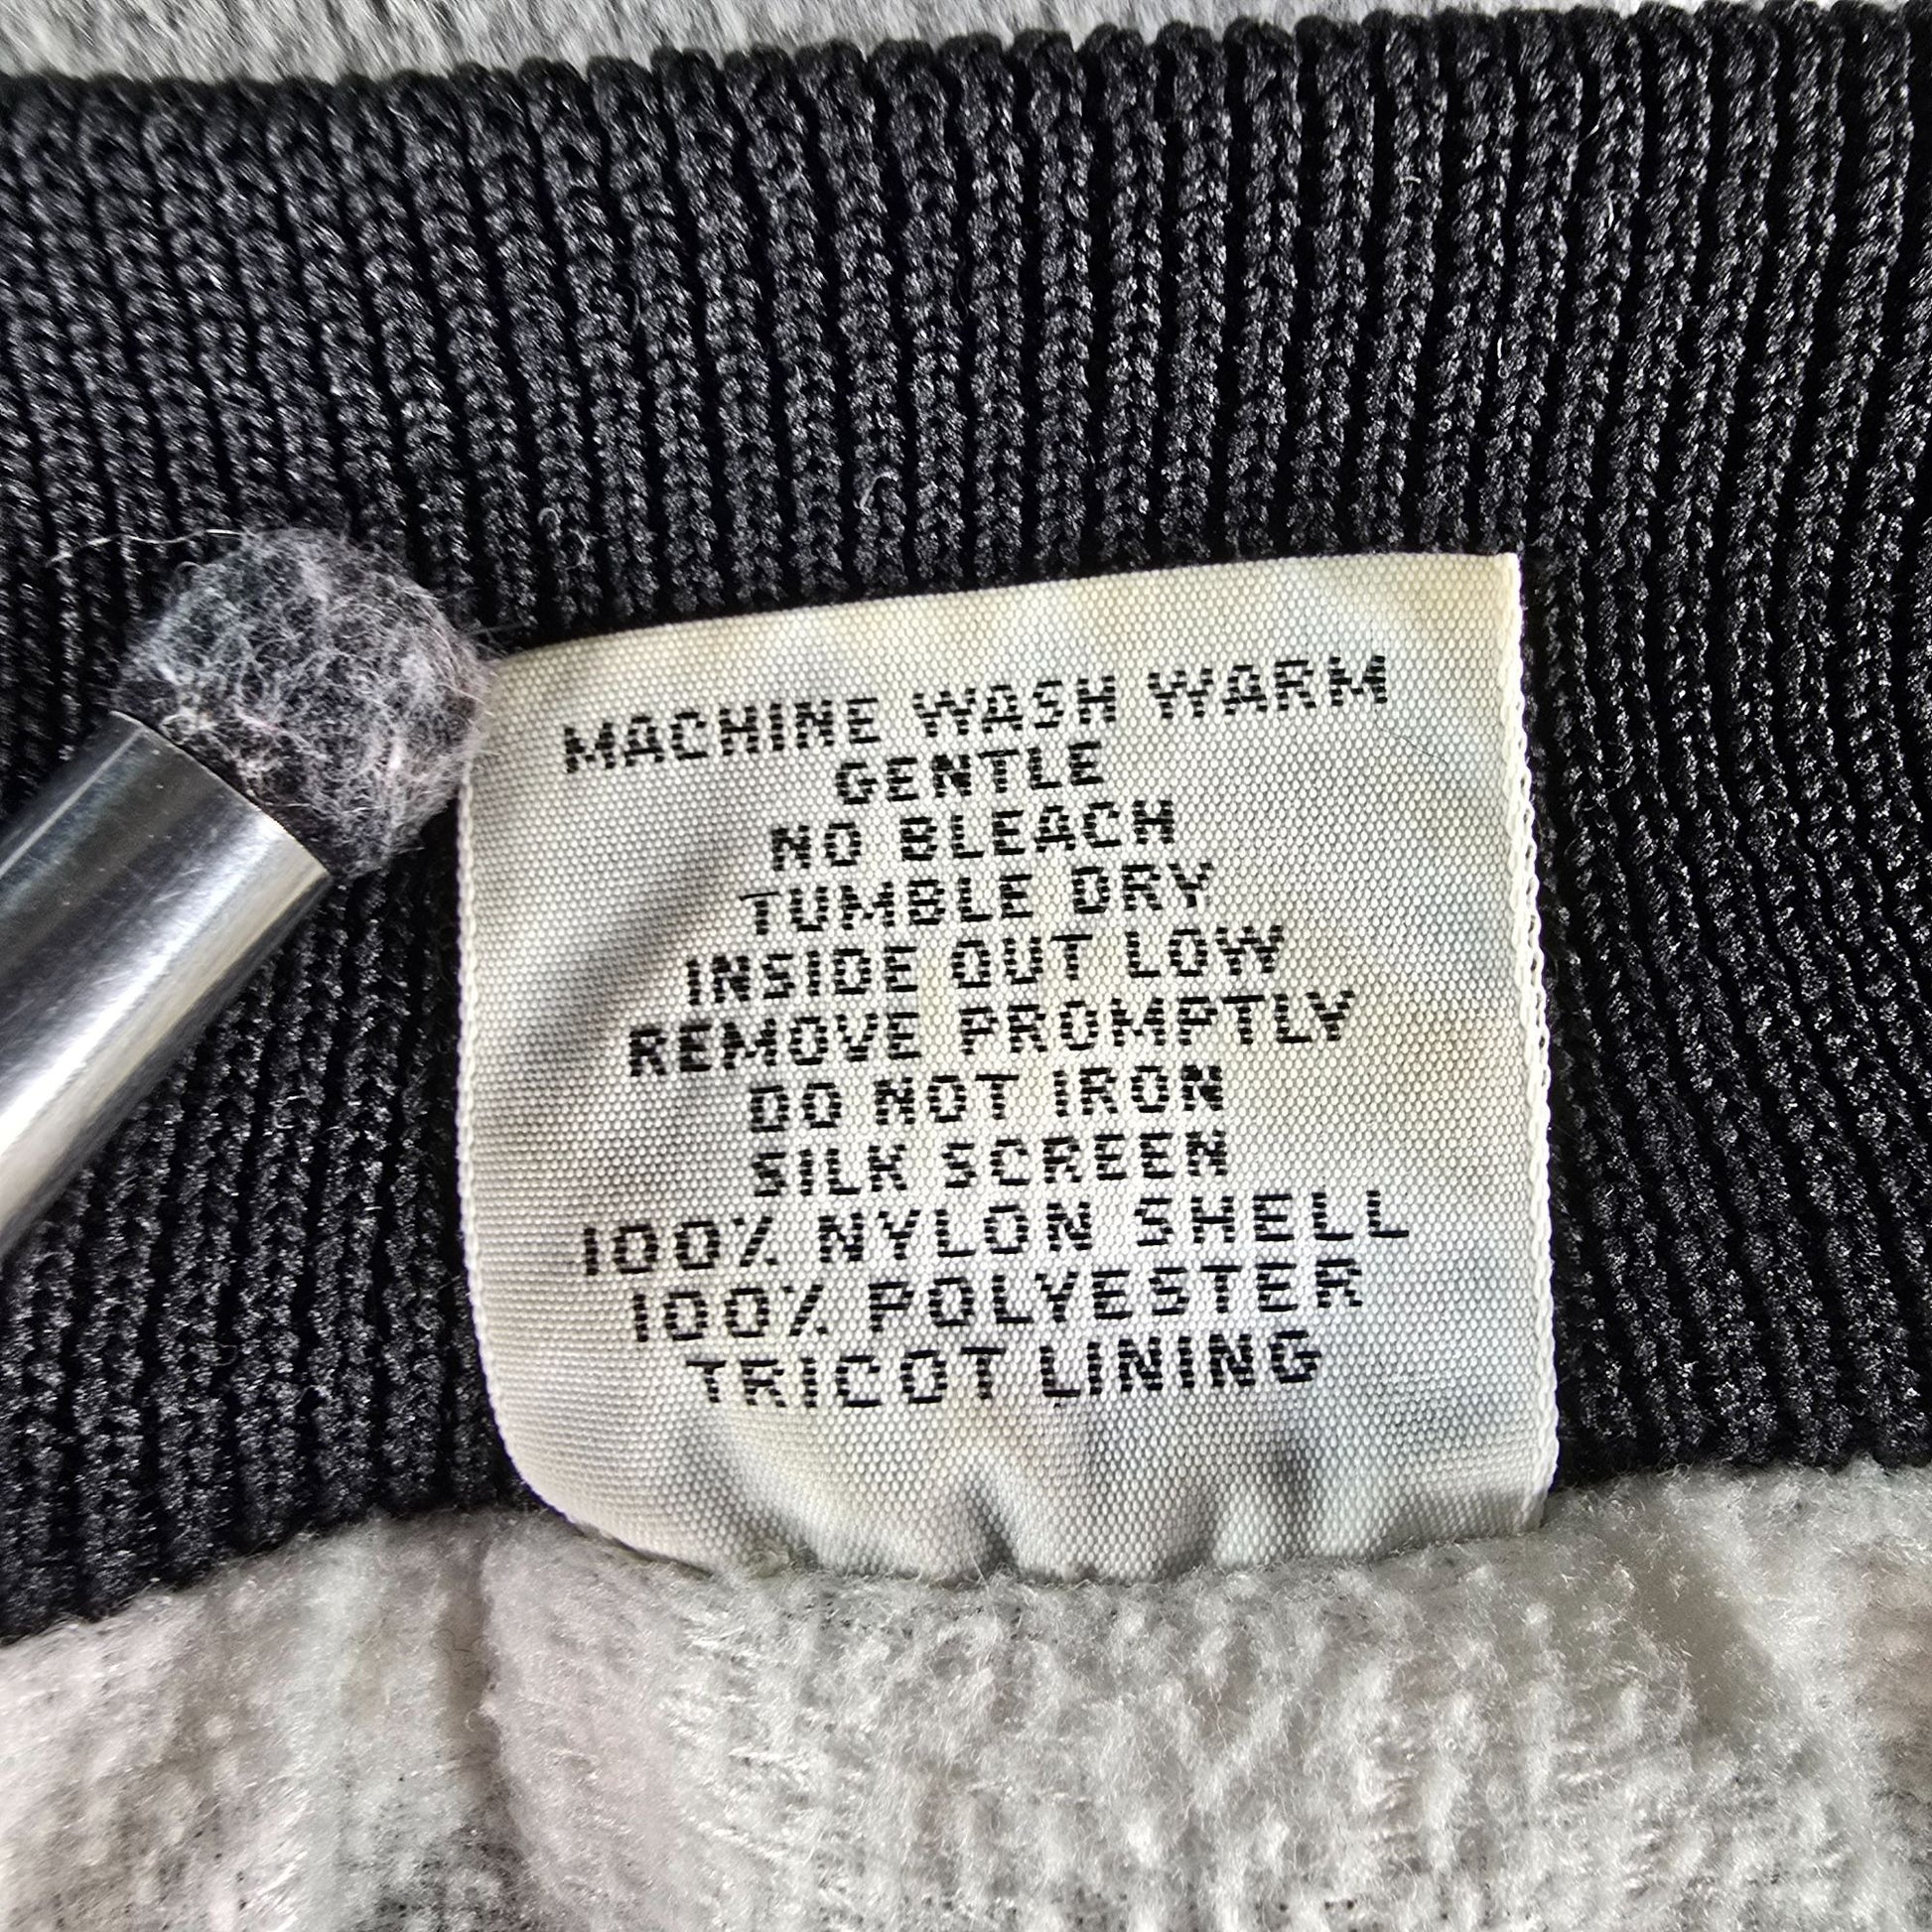 MACHINE WASH WARM
GENTLE
NO BLEACH
TUMBLE DRY
INSIDE OUT LOW
REMOVE PROMPTLY
DO NOT IRON
SILK SCREEN
100% NYLON SHELL
100% POLYESTER
TRICOT LINING